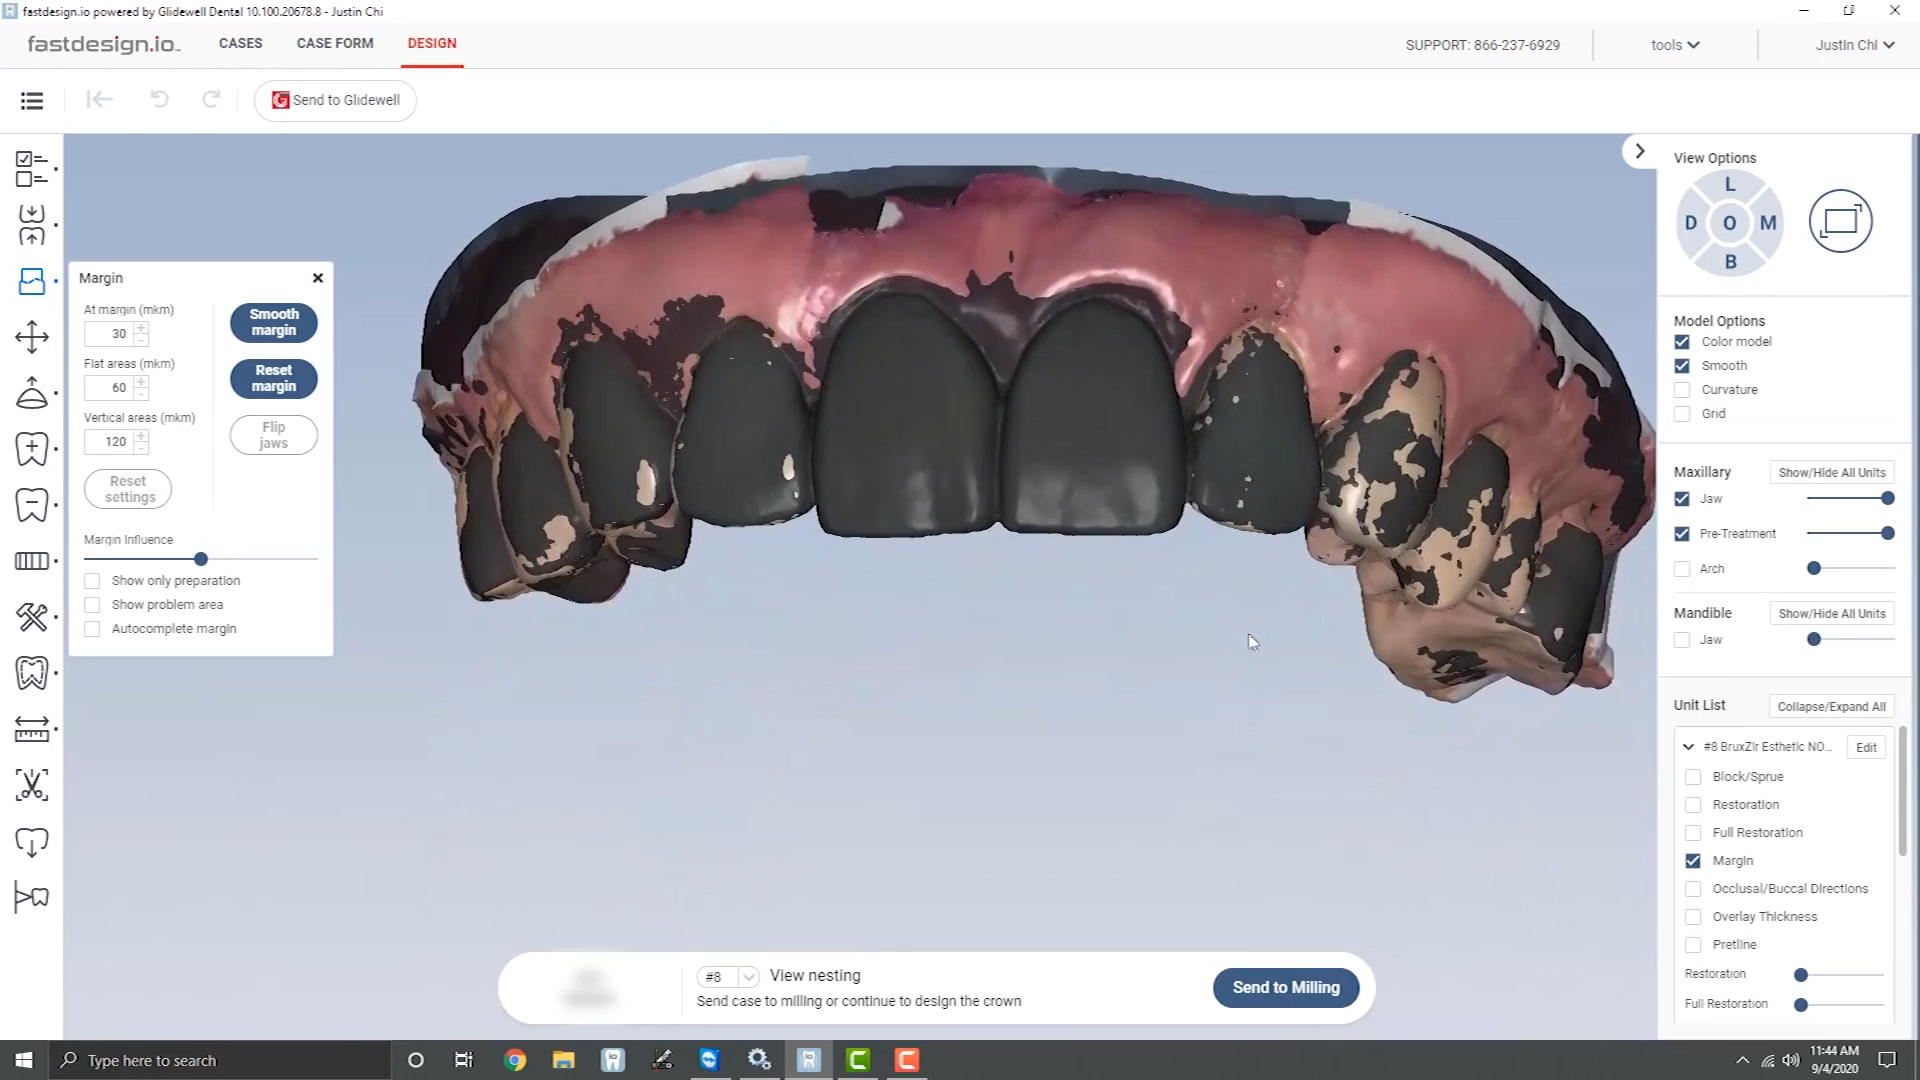 fastdesign.io powered by Glidewell Dental 10.100.20678.8 - Justin Chi
fastdesign.io
CASES
CASE FORM
DESIGN
SUPPORT: 866-237-6929
tools
Justin Chi
Send to Glidewell
Margin
At margin (mkm)
30
Flat areas (mkm)
60
Vertical areas (mkm)
120
Smooth
margin
Reset
margin
Flip
jaws
Reset
settings
Margin Influence
Show only preparation
Show problem area
Autocomplete margin
View Options
L
D O M
B
Model Options
Color model
Smooth
Curvature
Grid
Maxillary
Show/Hide All Units
Jaw
Pre-Treatment
Arch
Mandible
Show/Hide All Units
Jaw
Unit List
Collapse/Expand All
#8 BruxZir Esthetic NO...
Edit
Block/Sprue
Restoration
Full Restoration
Margin
Occlusal/Buccal Directions
Overlay Thickness
Pretline
Restoration
Full Restoration
#8
View nesting
Send case to milling or continue to design the crown
Send to Milling
Type here to search
11:44 AM
9/4/2020